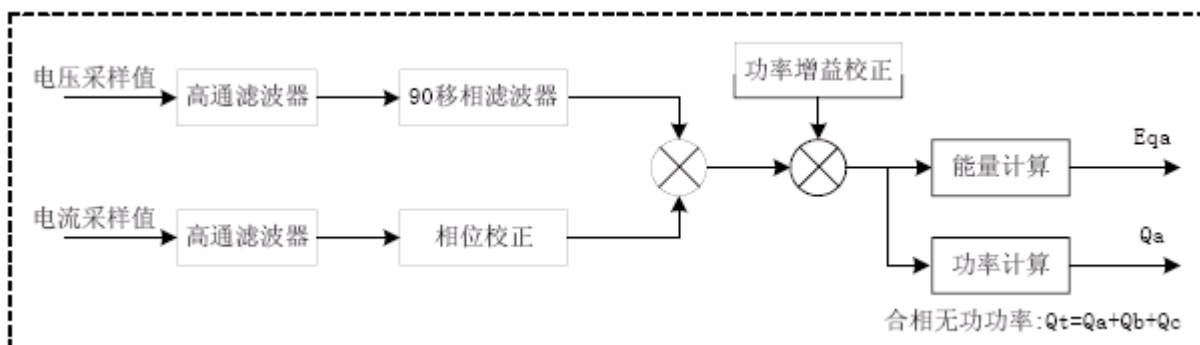 功率增益校正
电压采样值
高通滤波器
90移相滤波器
Eqa
能量计算
电流采样值
高通滤波器
相位校正
Qa
功率计算
合相无功功率:Qt=Qa+Qb+Qc